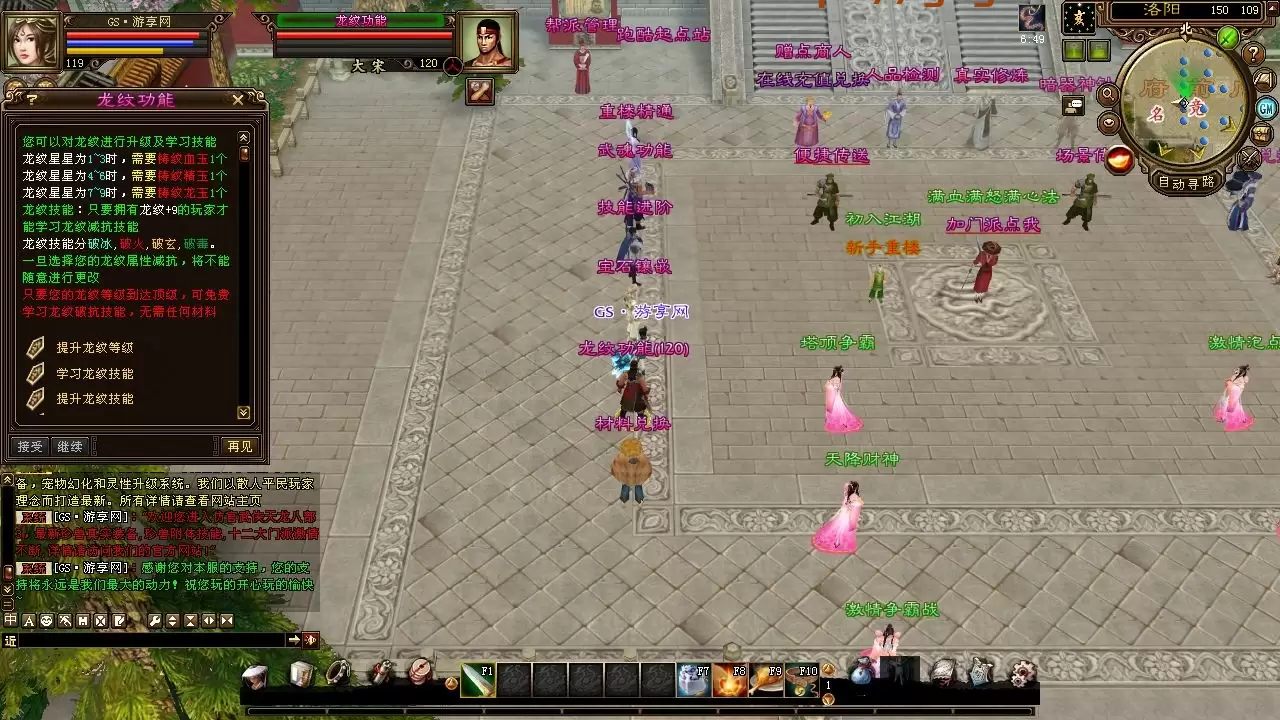 GS·游享网
119
龙纹功能
大宋 120
龙纹功能
您可以对龙纹进行升级及学习技能
龙纹星星为1~3时，需要铸纹血玉1个
龙纹星星为4~6时，需要铸纹精玉1个
龙纹星星为7~9时，需要铸纹龙玉1个
龙纹技能：只要拥有龙纹+9的玩家才
能学习龙纹减抗技能
龙纹技能分破冰,破火,破玄,破毒。
一旦选择您的龙纹属性减抗，将不能
随意进行更改
只要您的龙纹等级到达顶级，可免费
学习龙纹破抗技能，无需任何材料
提升龙纹等级
学习龙纹技能
提升龙纹技能
接受 继续 再见
备，宠物幻化和灵性升级系统。我们以散人平民玩家
理念而打造最新。所有详情请查看网站主页
[GS·游享网]：
不断,详情请访问我们的官方网站!
[GS·游享网]：感谢您对本服的支持，您的支
持将永远是我们最大的动力！祝您玩的开心玩的愉快
近
帮派管理
跑酷起点站
赠点商人
在线充值兑换
人品检测
真实修炼
暗器神
重楼精通
武魂功能
便捷传送
场景传
技能进阶
满血满怒满心法
初入江湖
加门派点我
新手重楼
宝石镶嵌
GS·游享网
龙纹功能(120)
塔顶争霸
激情泡点
材料兑换
天降财神
激情争霸战
6:49
洛阳 150 109
北
GM
自动寻路
F1 F7 F8 F9 F10
1